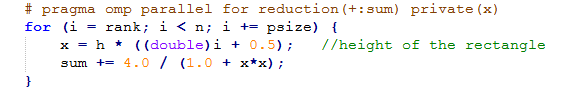 # pragma omp parallel for reduction(+:sum) private(x)
for (i = rank; i < n; i += psize) {
x = h * ((double)i + 0.5); //height of the rectangle
sum += 4.0 / (1.0 + x*x);
}